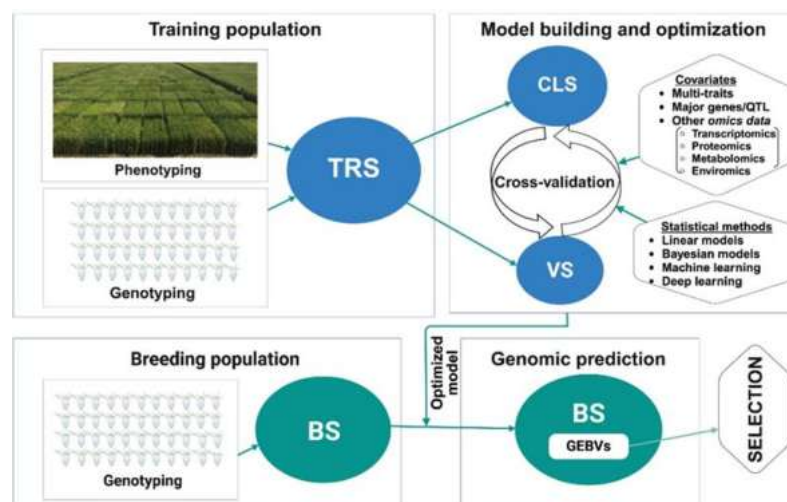 Training population
Phenotyping
Genotyping
TRS
Model building and optimization
CLS
Cross-validation
VS
Covariates
• Multi-traits
• Major genes/QTL
• Other omics data
Transcriptomics
Proteomics
Metabolomics
Enviromics
Statistical methods
• Linear models
• Bayesian models
• Machine learning
• Deep learning
Breeding population
Genotyping
BS
Optimized
model
Genomic prediction
BS
GEBVs
SELECTION